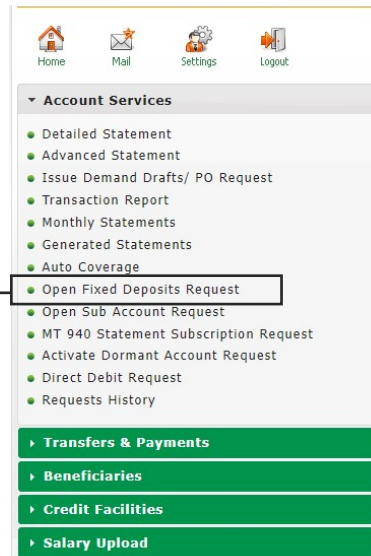 Home Mail Settings Logout
Account Services
Detailed Statement
Advanced Statement
Issue Demand Drafts/ PO Request
Transaction Report
Monthly Statements
Generated Statements
Auto Coverage
Open Fixed Deposits Request
Open Sub Account Request
MT 940 Statement Subscription Request
Activate Dormant Account Request
Direct Debit Request
Requests History
Transfers & Payments
Beneficiaries
Credit Facilities
Salary Upload